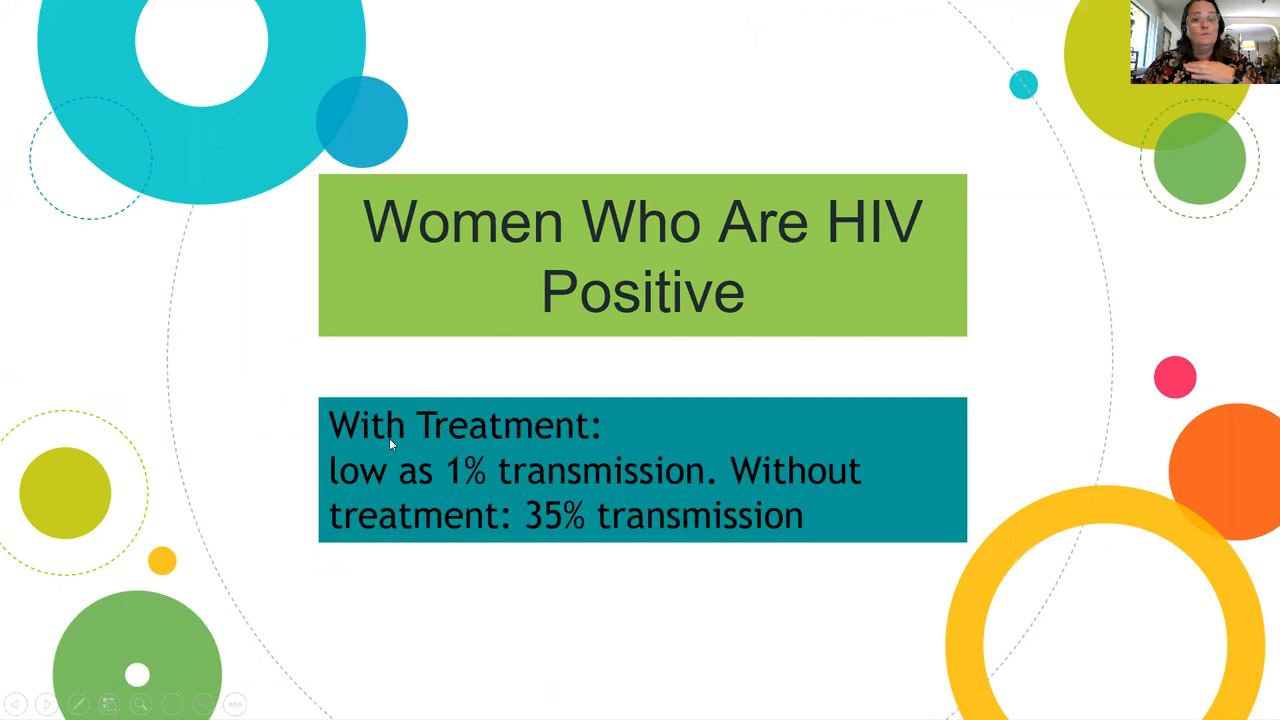 Women Who Are HIV
Positive
With Treatment:
low as 1% transmission. Without
treatment: 35% transmission